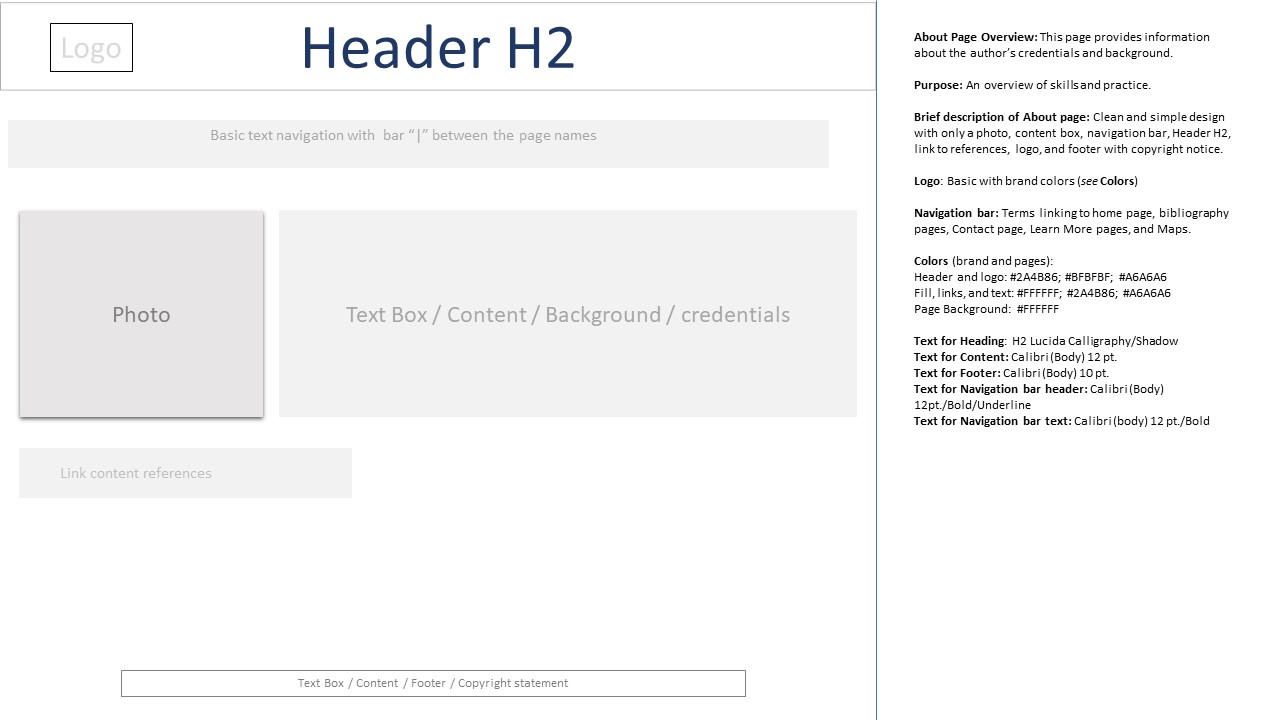 Logo
Header H2
Basic text navigation with bar “|” between the page names
Photo
Text Box / Content / Background / credentials
Link content references
Text Box / Content / Footer / Copyright statement
About Page Overview: This page provides information
about the author’s credentials and background.
Purpose: An overview of skills and practice.
Brief description of About page: Clean and simple design
with only a photo, content box, navigation bar, Header H2,
link to references, logo, and footer with copyright notice.
Logo: Basic with brand colors (see Colors)
Navigation bar: Terms linking to home page, bibliography
pages, Contact page, Learn More pages, and Maps.
Colors (brand and pages):
Header and logo: #2A4B86; #BFBFBF; #A6A6A6
Fill, links, and text: #FFFFFF; #2A4B86; #A6A6A6
Page Background: #FFFFFF
Text for Heading: H2 Lucida Calligraphy/Shadow
Text for Content: Calibri (Body) 12 pt.
Text for Footer: Calibri (Body) 10 pt.
Text for Navigation bar header: Calibri (Body)
12pt./Bold/Underline
Text for Navigation bar text: Calibri (body) 12 pt./Bold